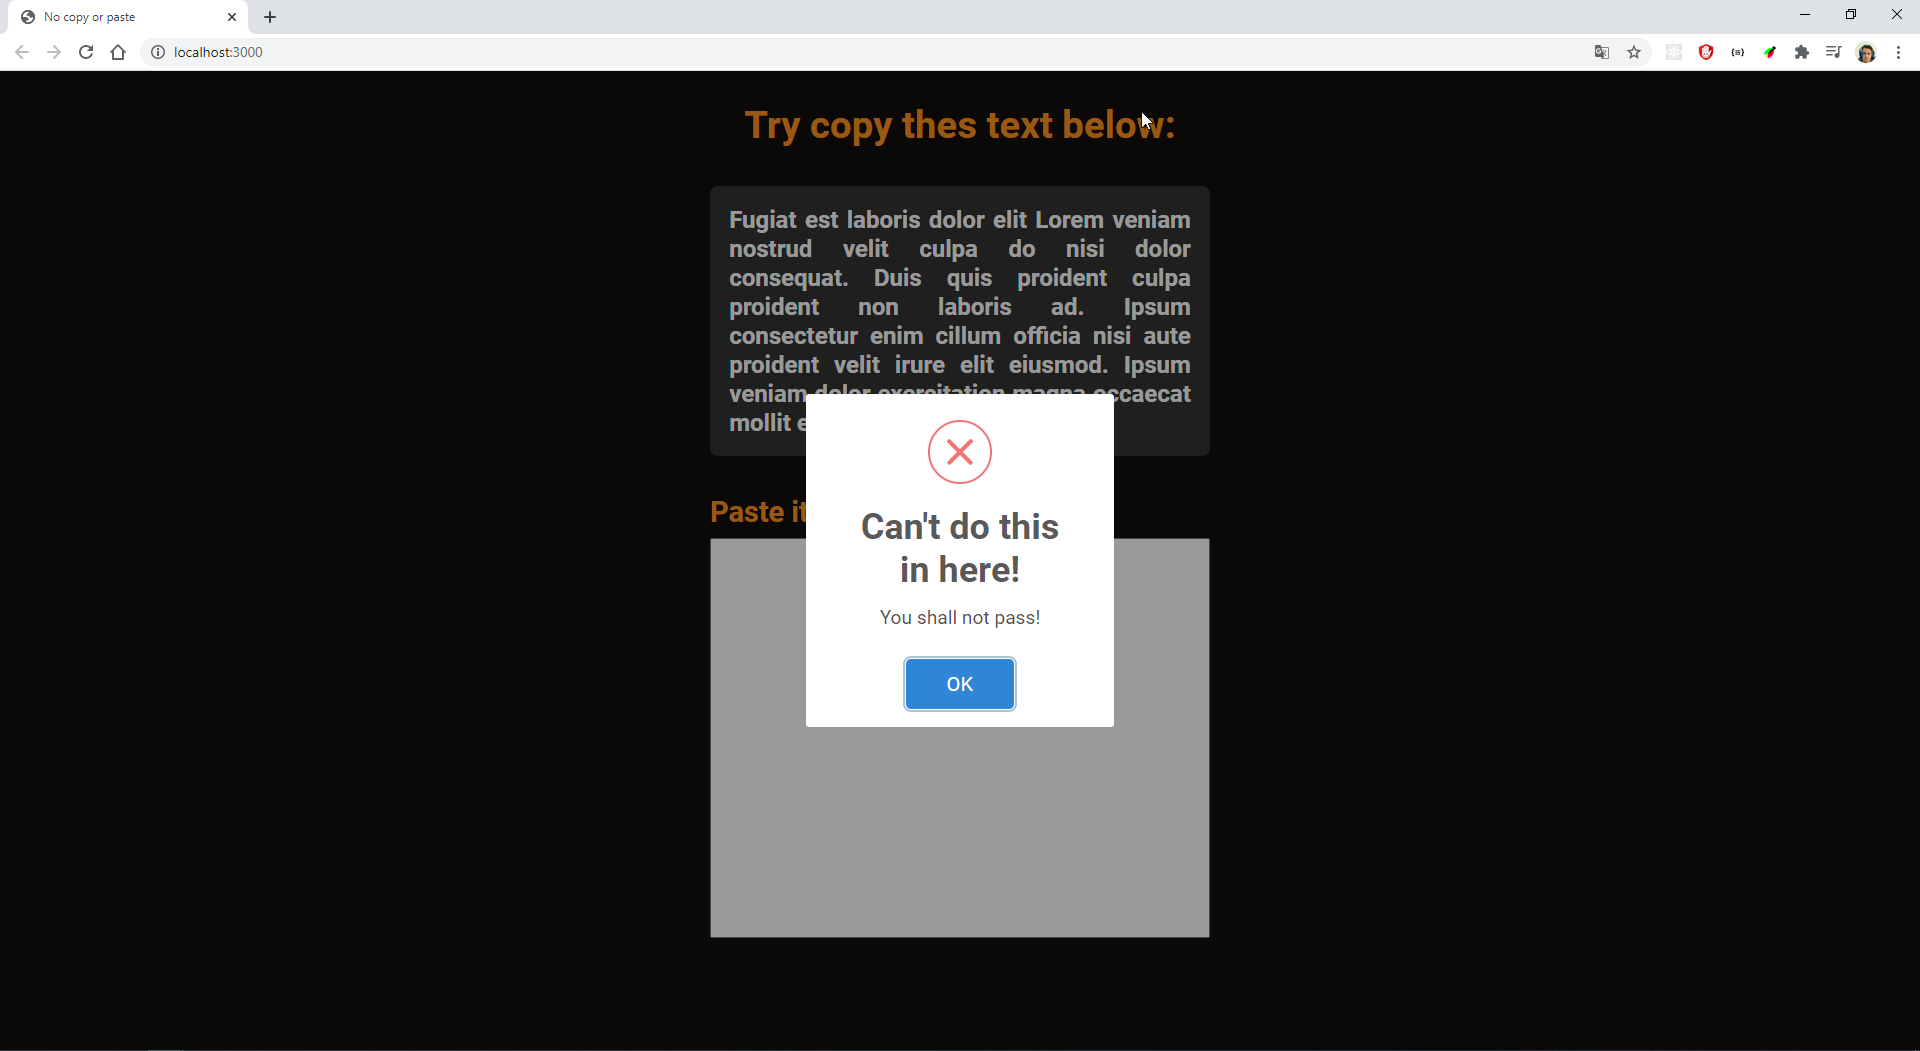 No copy or paste
localhost:3000
Try copy thes text below:
Fugiat est laboris dolor elit Lorem veniam
nostrud velit culpa do nisi dolor
consequat. Duis quis proident culpa
proident non laboris ad. Ipsum
consectetur enim cillum officia nisi aute
proident velit irure elit eiusmod. Ipsum
veniam dolor exercitation magna occaecat
mollit
Paste it
Can't do this
in here!
You shall not pass!
OK